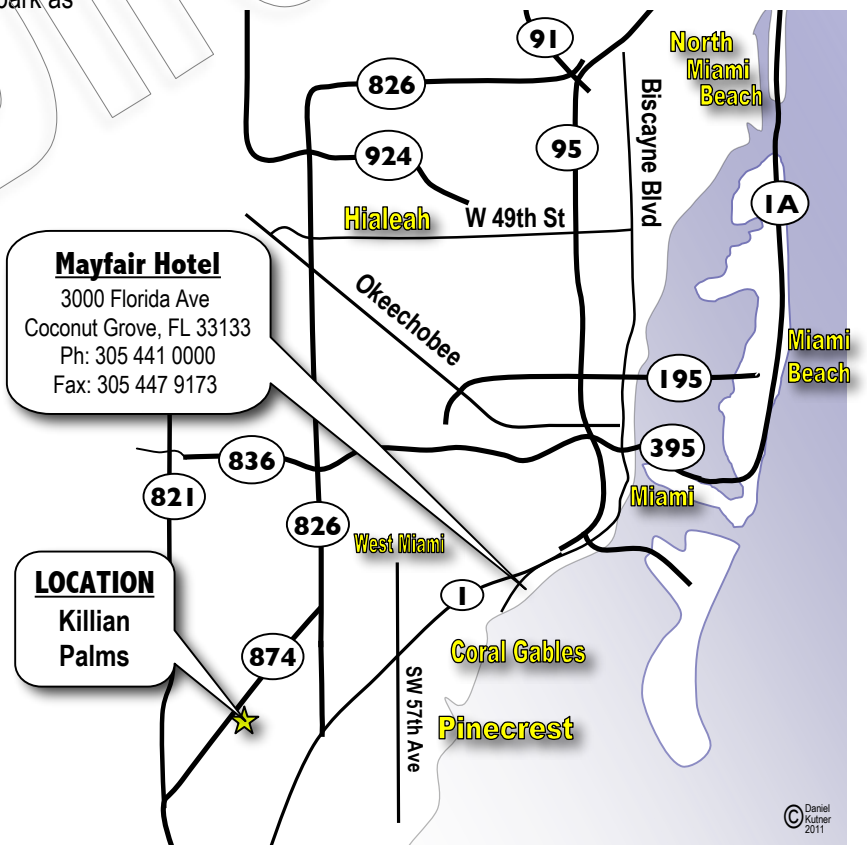 park as
91
North
Miami
Beach
826
Biscayne Blvd
924
95
1A
Hialeah
W 49th St
Mayfair Hotel
3000 Florida Ave
Coconut Grove, FL 33133
Ph: 305 441 0000
Fax: 305 447 9173
Okeechobee
Miami
Beach
195
836
395
821
826
Miami
West Miami
LOCATION
Killian
Palms
1
874
Coral Gables
SW 57th Ave
Pinecrest
© Daniel
Kutner
2011